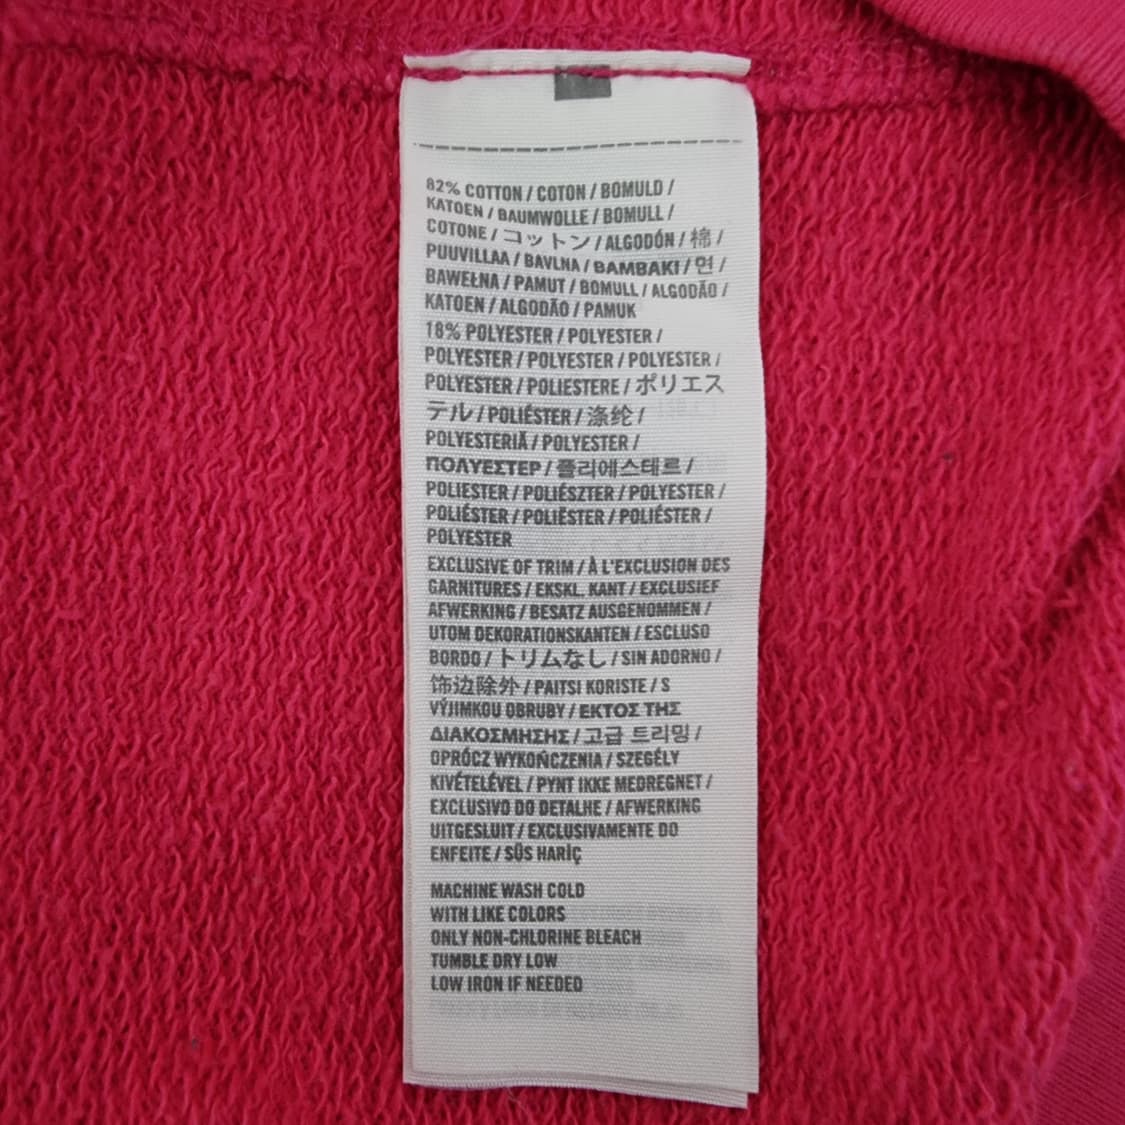 82% COTTON / COTON / BOMULD /
KATOEN / BAUMWOLLE / BOMULL /
COTONE / コットン / ALGODÓN / 棉 /
PUUVILLAA / BAVLNA / BAMBAKI / 면 /
BAWEŁNA / PAMUT / BOMULL / ALGODÃO /
KATOEN / ALGODÃO / PAMUK
18% POLYESTER / POLYESTER /
POLYESTER / POLYESTER / POLYESTER /
POLYESTER / POLIESTERE / ポリエス
テル / POLIÉSTER / 涤纶 /
POLYESTERIÄ / POLYESTER /
ΠΟΛΥΕΣΤΕΡ / 폴리에스테르 /
POLIESTER / POLIÉSZTER / POLYESTER /
POLIÉSTER / POLIËSTER / POLIÉSTER /
POLYESTER
EXCLUSIVE OF TRIM / À L'EXCLUSION DES
GARNITURES / EKSKL. KANT / EXCLUSIEF
AFWERKING / BESATZ AUSGENOMMEN /
UTOM DEKORATIONSKANTEN / ESCLUSO
BORDO / トリムなし / SIN ADORNO /
饰边除外 / PAITSI KORISTE / S
VÝJIMKOU OBRUBY / ΕΚΤΟΣ ΤΗΣ
ΔΙΑΚΟΣΜΗΣΗΣ / 고급 트리밍 /
OPRÓCZ WYKOŃCZENIA / SZEGÉLY
KIVÉTELÉVEL / PYNT IKKE MEDREGNET /
EXCLUSIVO DO DETALHE / AFWERKING
UITGESLUIT / EXCLUSIVAMENTE DO
ENFEITE / SÜS HARİÇ
MACHINE WASH COLD
WITH LIKE COLORS
ONLY NON-CHLORINE BLEACH
TUMBLE DRY LOW
LOW IRON IF NEEDED